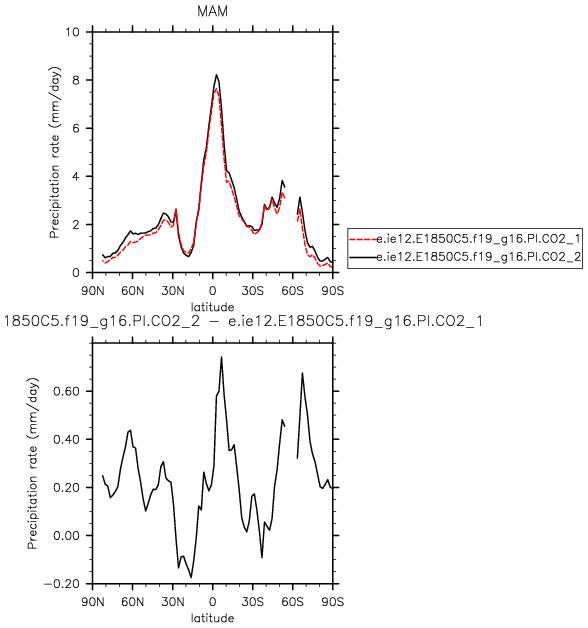 MAM
10
8
6
4
2
0
Precipitation rate (mm/day)
90N 60N 30N 0 30S 60S 90S
latitude
e.ie12.E1850C5.f19_g16.PI.CO2_1
e.ie12.E1850C5.f19_g16.PI.CO2_2
1850C5.f19_g16.PI.CO2_2 − e.ie12.E1850C5.f19_g16.PI.CO2_1
0.60
0.40
0.20
0.00
−0.20
Precipitation rate (mm/day)
90N 60N 30N 0 30S 60S 90S
latitude